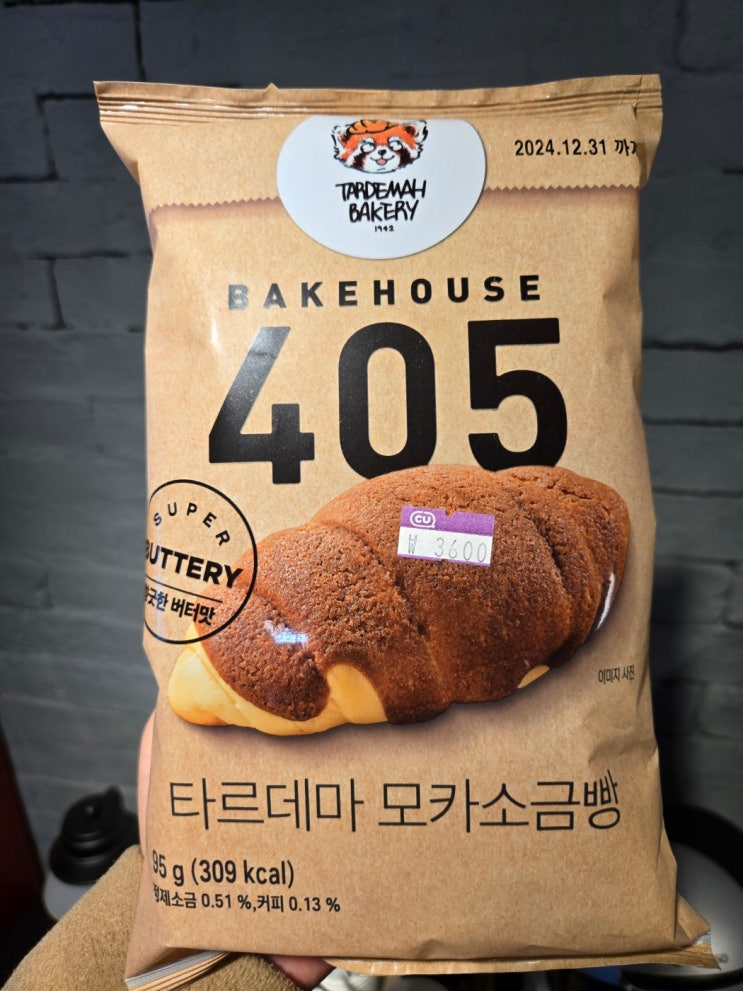 TARDEMAH
BAKERY
1942
2024.12.31
BAKEHOUSE
405
SUPER
BUTTERY
버터맛
CU
₩ 3600
이미지 사진
타르데마 모카소금빵
95 g (309 kcal)
정제소금 0.51 %,커피 0.13 %